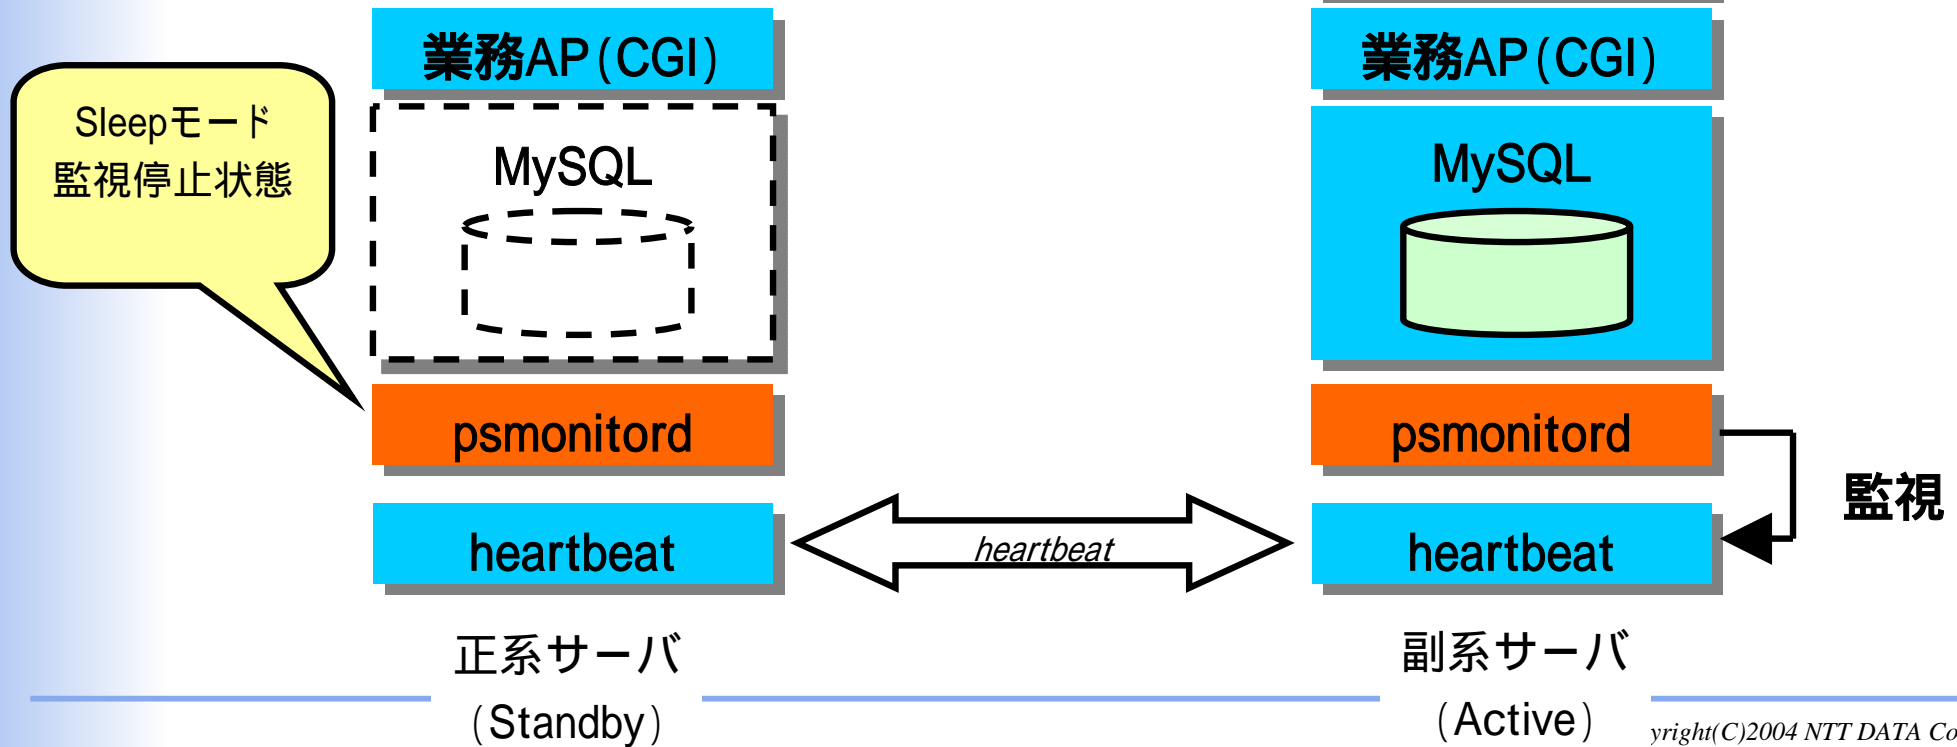 業務AP(CGI)
業務AP(CGI)
Sleepモード
監視停止状態
MySQL
MySQL
psmonitord
psmonitord
監視
heartbeat
heartbeat
heartbeat
正系サーバ
(Standby)
副系サーバ
(Active)
yright(C)2004 NTT DATA Co